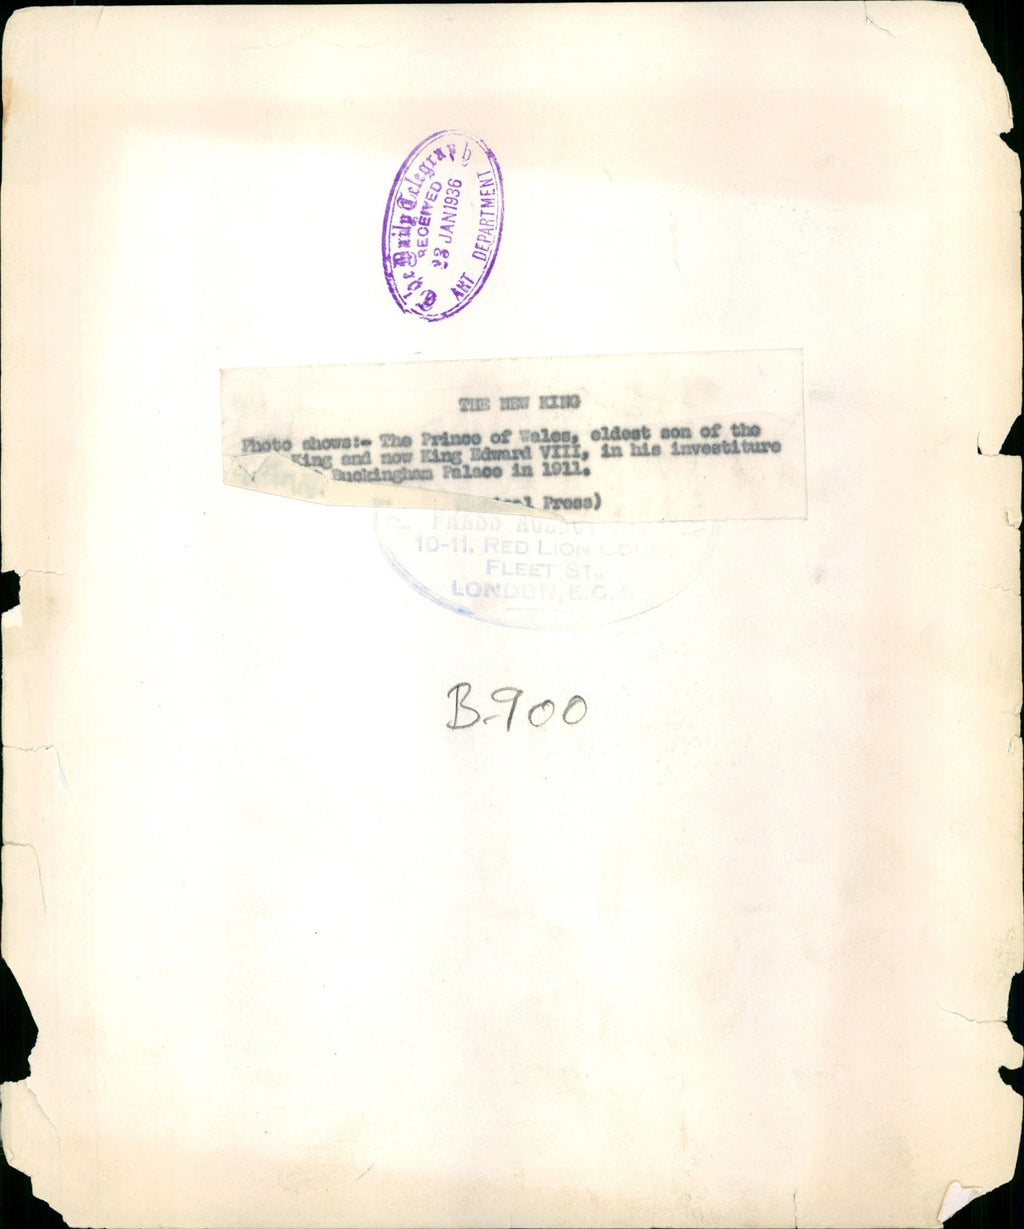 The Daily Telegraph
RECEIVED
JAN 1936
ART DEPARTMENT
THE NEW KING
Photo shows:- The Prince of Wales, eldest son of the
King and now King Edward VIII, in his investiture
Buckingham Palace in 1911.
Press)
PRESS AGENCY
10-11, RED LION COURT
FLEET ST.,
LONDON, E.C.
B-900